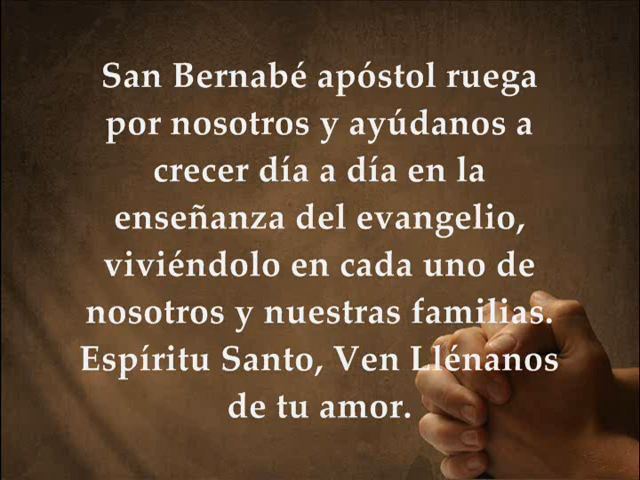 San Bernabé apóstol ruega
por nosotros y ayúdanos a
crecer día a día en la
enseñanza del evangelio,
viviéndolo en cada uno de
nosotros y nuestras familias.
Espíritu Santo, Ven Llénanos
de tu amor.